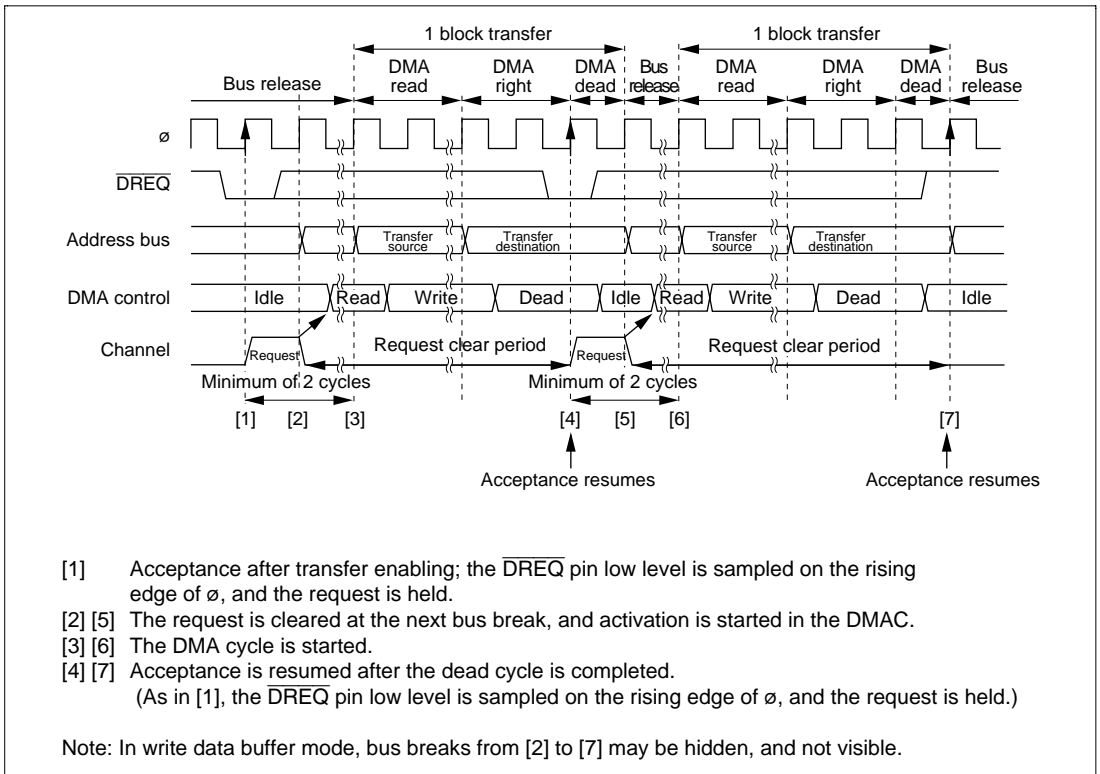 1 block transfer 1 block transfer
Bus release DMA read DMA right DMA dead Bus release DMA read DMA right DMA dead Bus release
ø
DREQ
Address bus Transfer source Transfer destination Transfer source Transfer destination
DMA control Idle Read Write Dead Idle Read Write Dead Idle
Channel Request Request clear period Request Request clear period
Minimum of 2 cycles Minimum of 2 cycles
[1] [2] [3] [4] [5] [6] [7]
Acceptance resumes Acceptance resumes
[1] Acceptance after transfer enabling; the DREQ pin low level is sampled on the rising
edge of ø, and the request is held.
[2] [5] The request is cleared at the next bus break, and activation is started in the DMAC.
[3] [6] The DMA cycle is started.
[4] [7] Acceptance is resumed after the dead cycle is completed.
(As in [1], the DREQ pin low level is sampled on the rising edge of ø, and the request is held.)
Note: In write data buffer mode, bus breaks from [2] to [7] may be hidden, and not visible.